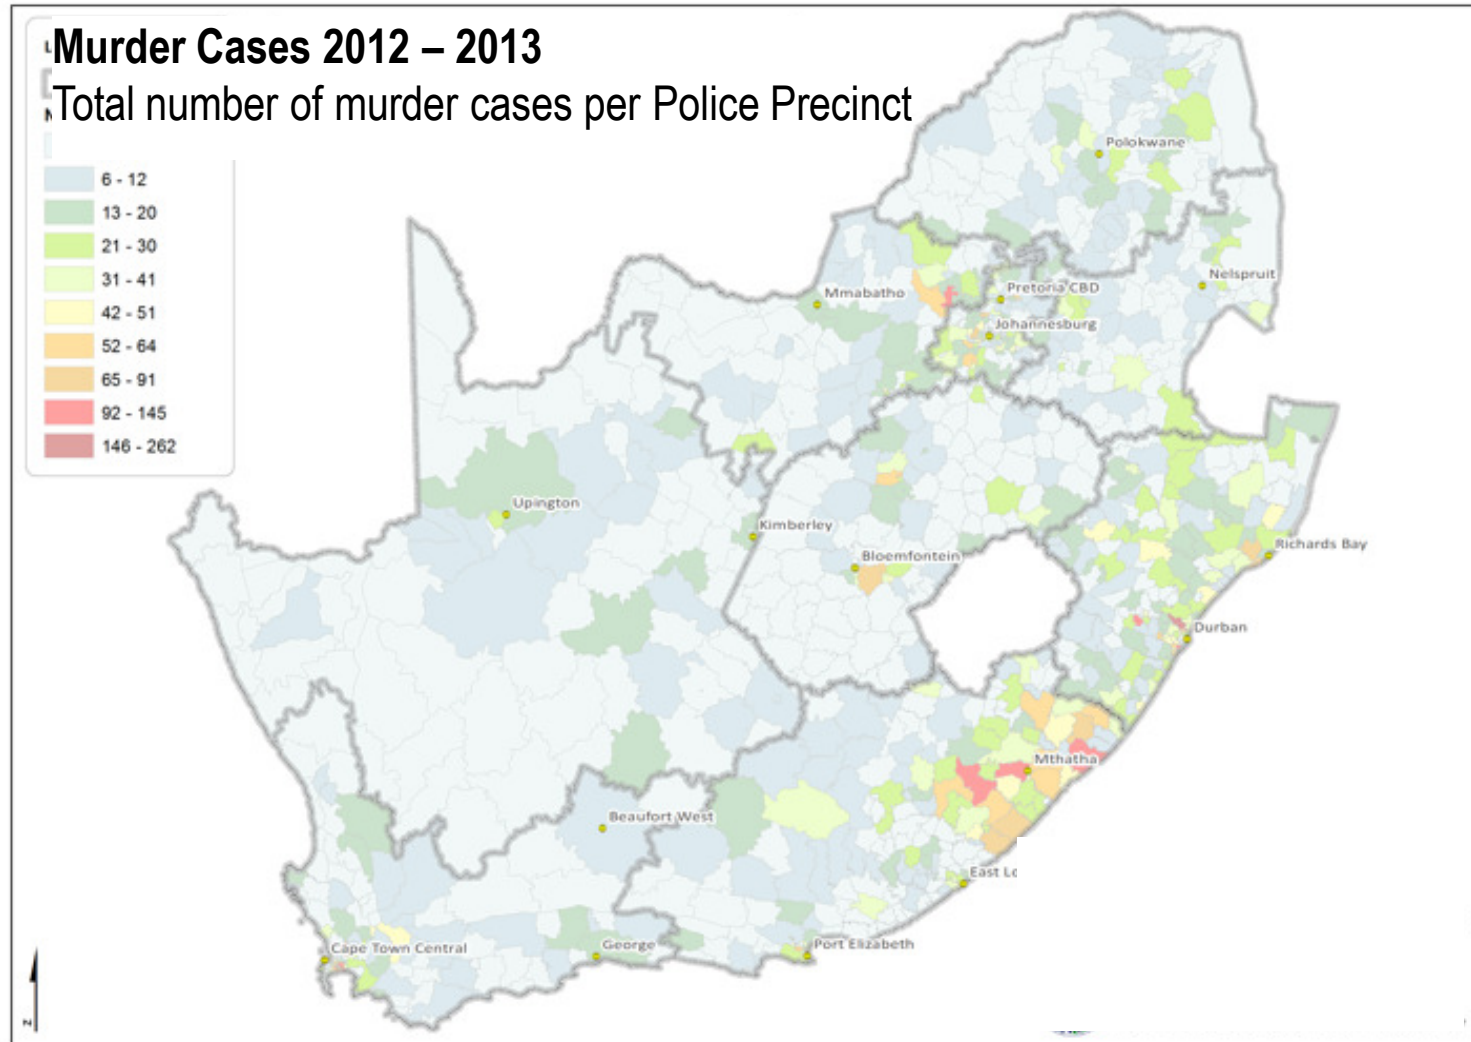 Murder Cases 2012 – 2013
Total number of murder cases per Police Precinct
6 - 12
13 - 20
21 - 30
31 - 41
42 - 51
52 - 64
65 - 91
92 - 145
146 - 262
Polokwane
Nelspruit
Mmabatho
Pretoria CBD
Johannesburg
Upington
Kimberley
Bloemfontein
Richards Bay
Durban
Mthatha
Beaufort West
East Lo
Cape Town Central
George
Port Elizabeth
N